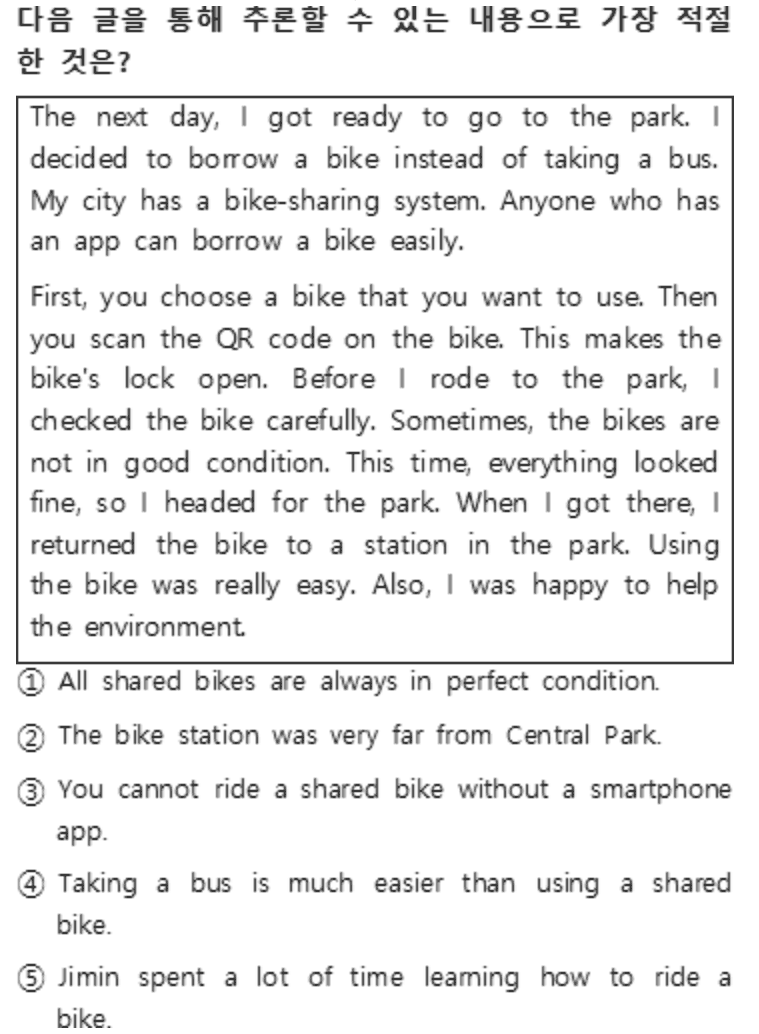 다음 글을 통해 추론할 수 있는 내용으로 가장 적절
한 것은?
The next day, I got ready to go to the park. I
decided to borrow a bike instead of taking a bus.
My city has a bike-sharing system. Anyone who has
an app can borrow a bike easily.
First, you choose a bike that you want to use. Then
you scan the QR code on the bike. This makes the
bike's lock open. Before I rode to the park, I
checked the bike carefully. Sometimes, the bikes are
not in good condition. This time, everything looked
fine, so I headed for the park. When I got there, I
returned the bike to a station in the park. Using
the bike was really easy. Also, I was happy to help
the environment.
① All shared bikes are always in perfect condition.
② The bike station was very far from Central Park.
③ You cannot ride a shared bike without a smartphone
app.
④ Taking a bus is much easier than using a shared
bike.
⑤ Jimin spent a lot of time learning how to ride a
bike.